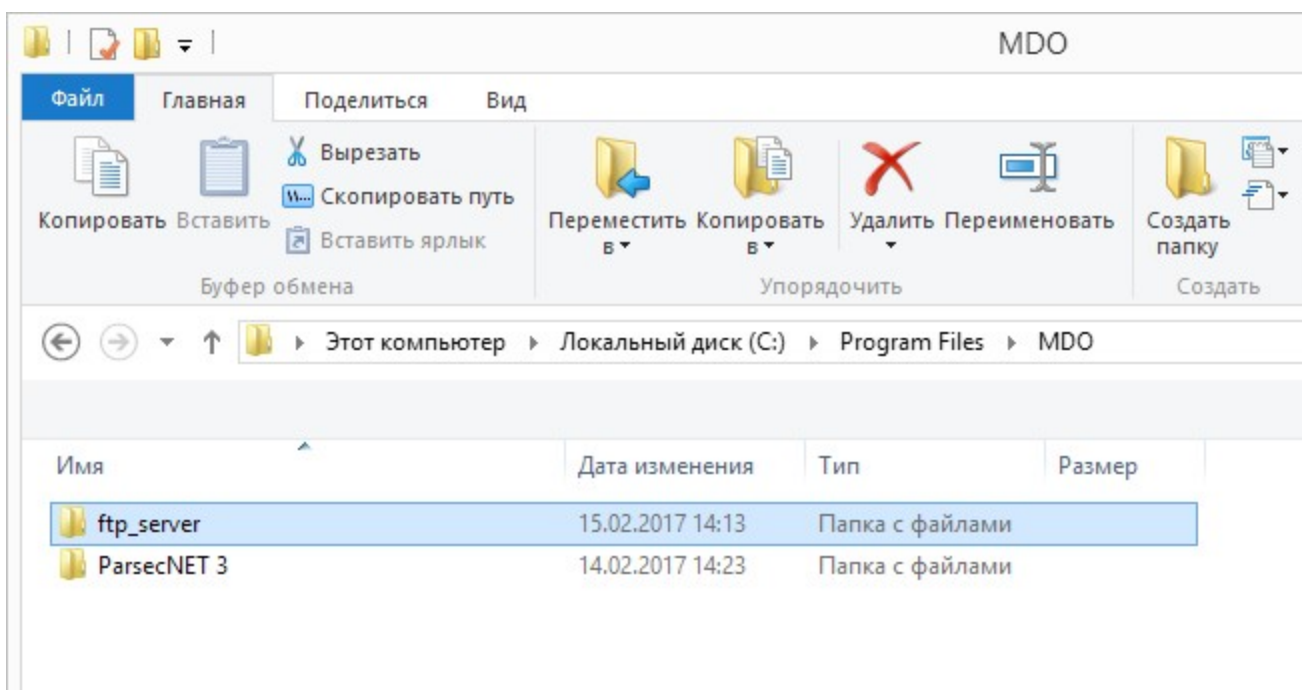 MDO
Файл Главная Поделиться Вид
Копировать
Вставить
Вырезать
Скопировать путь
Вставить ярлык
Буфер обмена
Переместить в
Копировать в
Удалить
Переименовать
Упорядочить
Создать папку
Создать
Этот компьютер Локальный диск (C:) Program Files MDO
Имя Дата изменения Тип Размер
ftp_server 15.02.2017 14:13 Папка с файлами
ParsecNET 3 14.02.2017 14:23 Папка с файлами